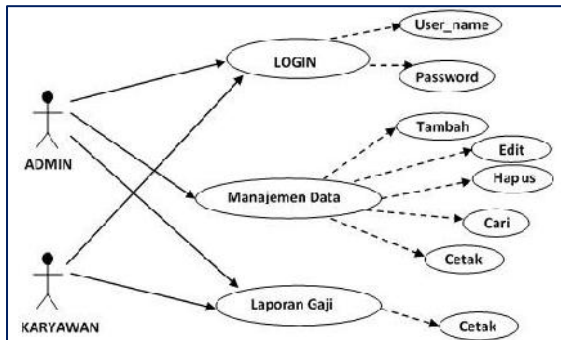 User_name
LOGIN
Password
ADMIN
Tambah
Edit
Hapus
Manajemen Data
Cari
Cetak
KARYAWAN
Laporan Gaji
Cetak